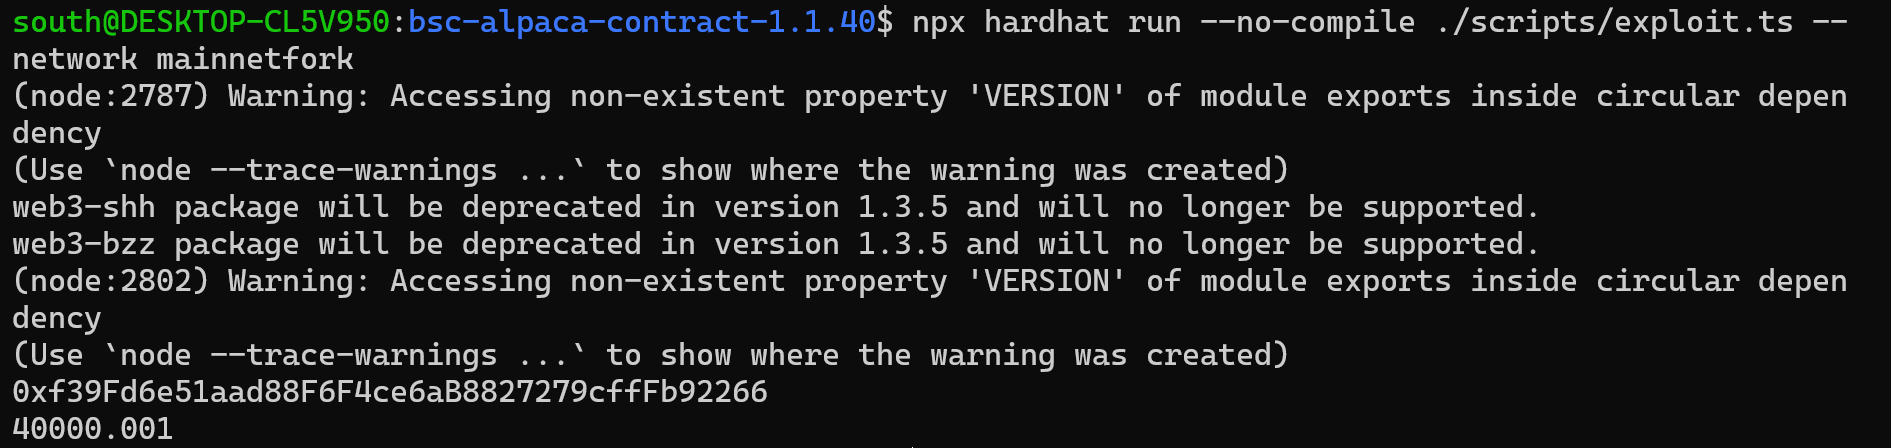 south@DESKTOP-CL5V950:bsc-alpaca-contract-1.1.40$ npx hardhat run --no-compile ./scripts/exploit.ts --
network mainnetfork
(node:2787) Warning: Accessing non-existent property 'VERSION' of module exports inside circular depen
dency
(Use `node --trace-warnings ...` to show where the warning was created)
web3-shh package will be deprecated in version 1.3.5 and will no longer be supported.
web3-bzz package will be deprecated in version 1.3.5 and will no longer be supported.
(node:2802) Warning: Accessing non-existent property 'VERSION' of module exports inside circular depen
dency
(Use `node --trace-warnings ...` to show where the warning was created)
0xf39Fd6e51aad88F6F4ce6aB8827279cffFb92266
40000.001